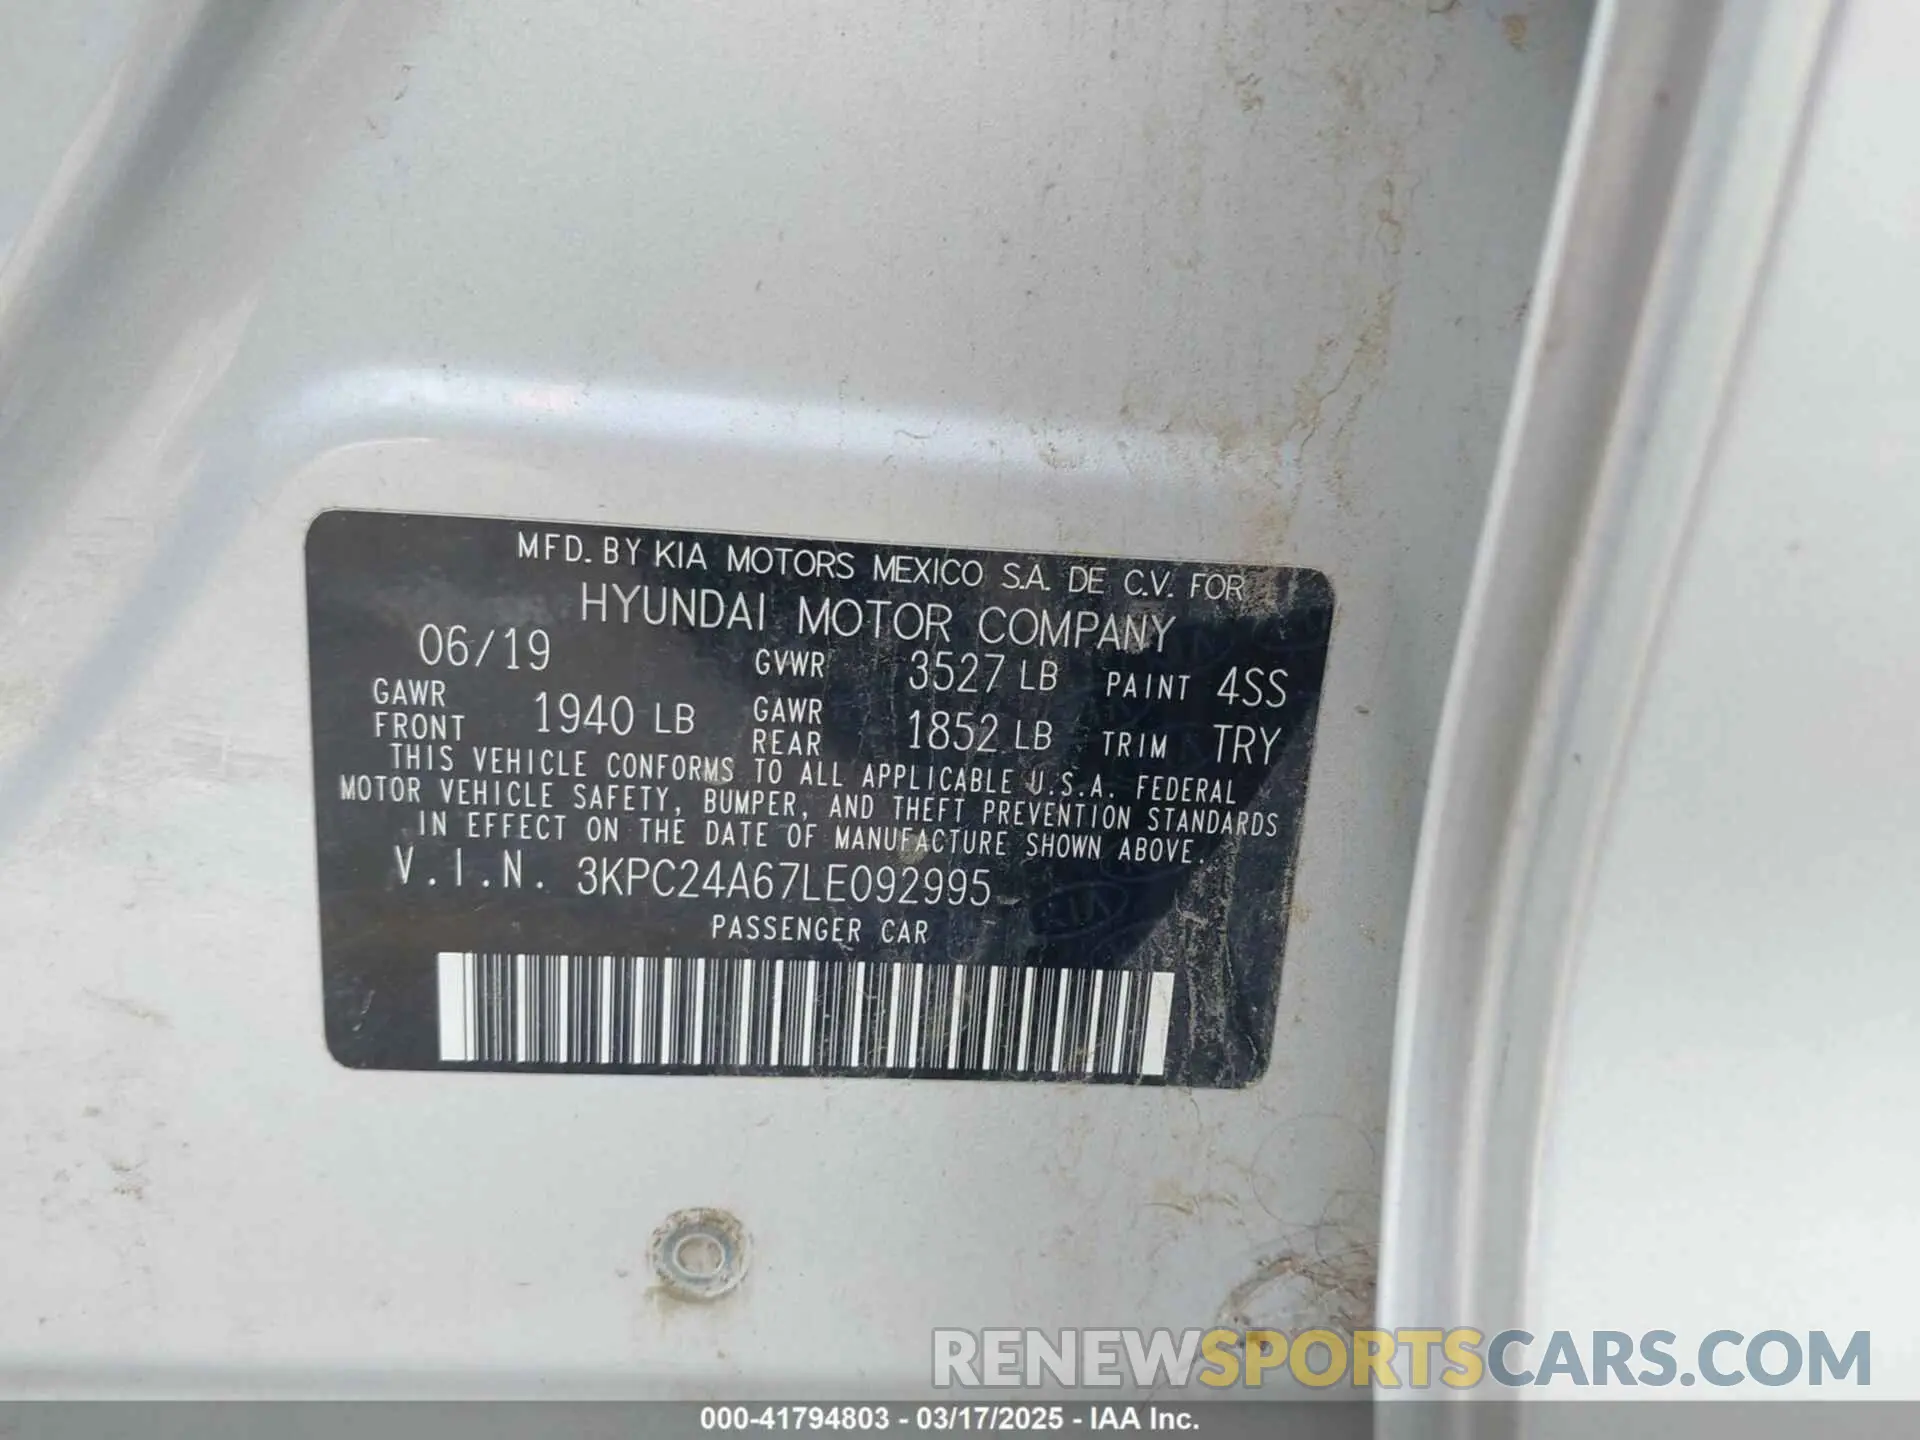 MFD. BY KIA MOTORS MEXICO S.A. DE C.V. FOR
HYUNDAI MOTOR COMPANY
06/19 GVWR 3527 LB PAINT 4SS
GAWR FRONT 1940 LB GAWR REAR 1852 LB TRIM TRY
THIS VEHICLE CONFORMS TO ALL APPLICABLE U.S.A. FEDERAL
MOTOR VEHICLE SAFETY, BUMPER, AND THEFT PREVENTION STANDARDS
IN EFFECT ON THE DATE OF MANUFACTURE SHOWN ABOVE.
V.I.N. 3KPC24A67LE092995
PASSENGER CAR
RENEWSPORTSCARS.COM
000-41794803 - 03/17/2025 - IAA Inc.